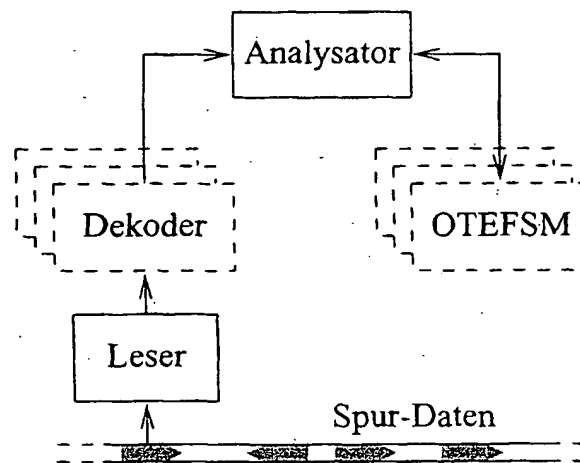 Analysator
Dekoder
OTEFSM
Leser
Spur-Daten